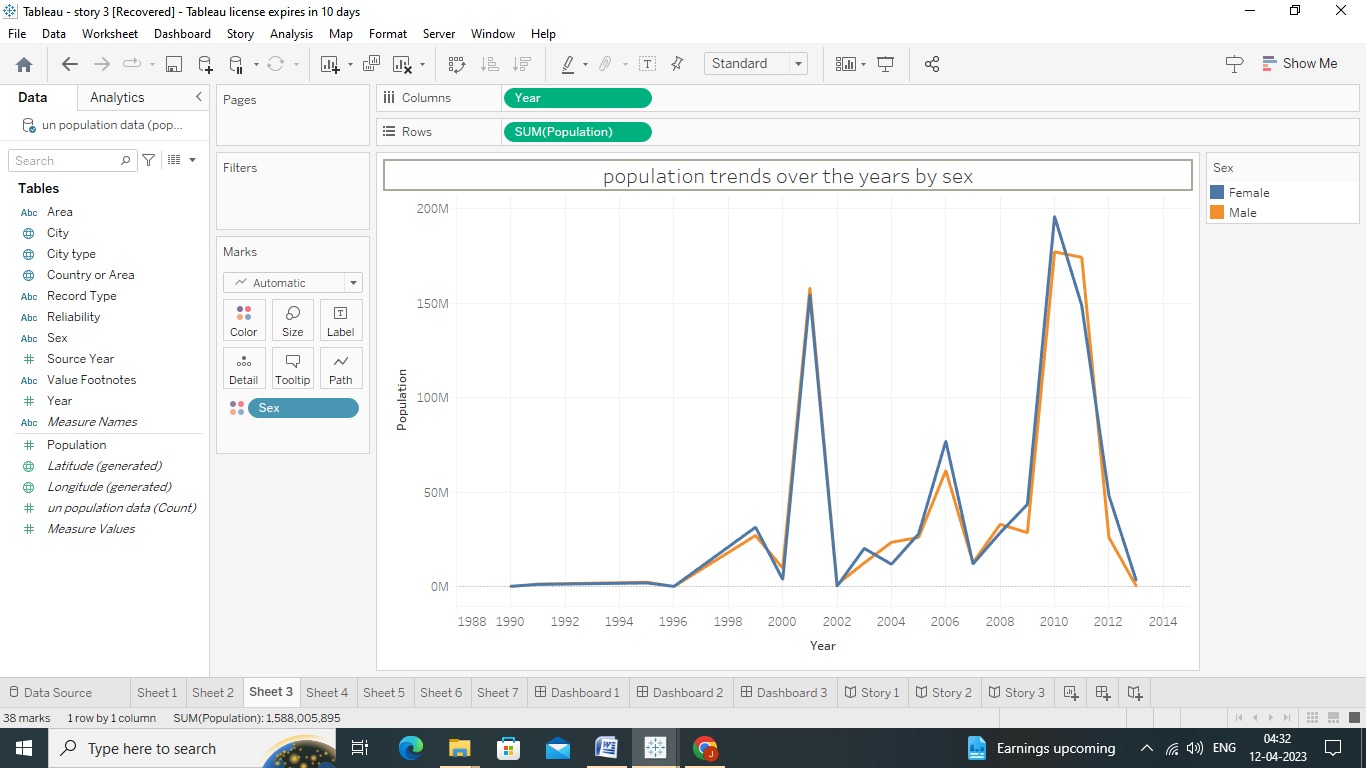 Tableau - story 3 [Recovered] - Tableau license expires in 10 days
File Data Worksheet Dashboard Story Analysis Map Format Server Window Help
Standard
Show Me
Data Analytics
un population data (pop...
Search
Tables
Abc Area
City
City type
Country or Area
Abc Record Type
Abc Reliability
Abc Sex
Source Year
Abc Value Footnotes
Year
Abc Measure Names
Population
Latitude (generated)
Longitude (generated)
un population data (Count)
Measure Values
Pages
Filters
Marks
Automatic
Color Size Label
T
Detail Tooltip Path
Sex
Columns Year
Rows SUM(Population)
population trends over the years by sex
200M
150M
100M
50M
0M
Population
1988 1990 1992 1994 1996 1998 2000 2002 2004 2006 2008 2010 2012 2014
Year
Sex
Female
Male
Data Source Sheet 1 Sheet 2 Sheet 3 Sheet 4 Sheet 5 Sheet 6 Sheet 7 Dashboard 1 Dashboard 2 Dashboard 3 Story 1 Story 2 Story 3
38 marks 1 row by 1 column SUM(Population): 1,588,005,895
Type here to search
Earnings upcoming
ENG
04:32
12-04-2023